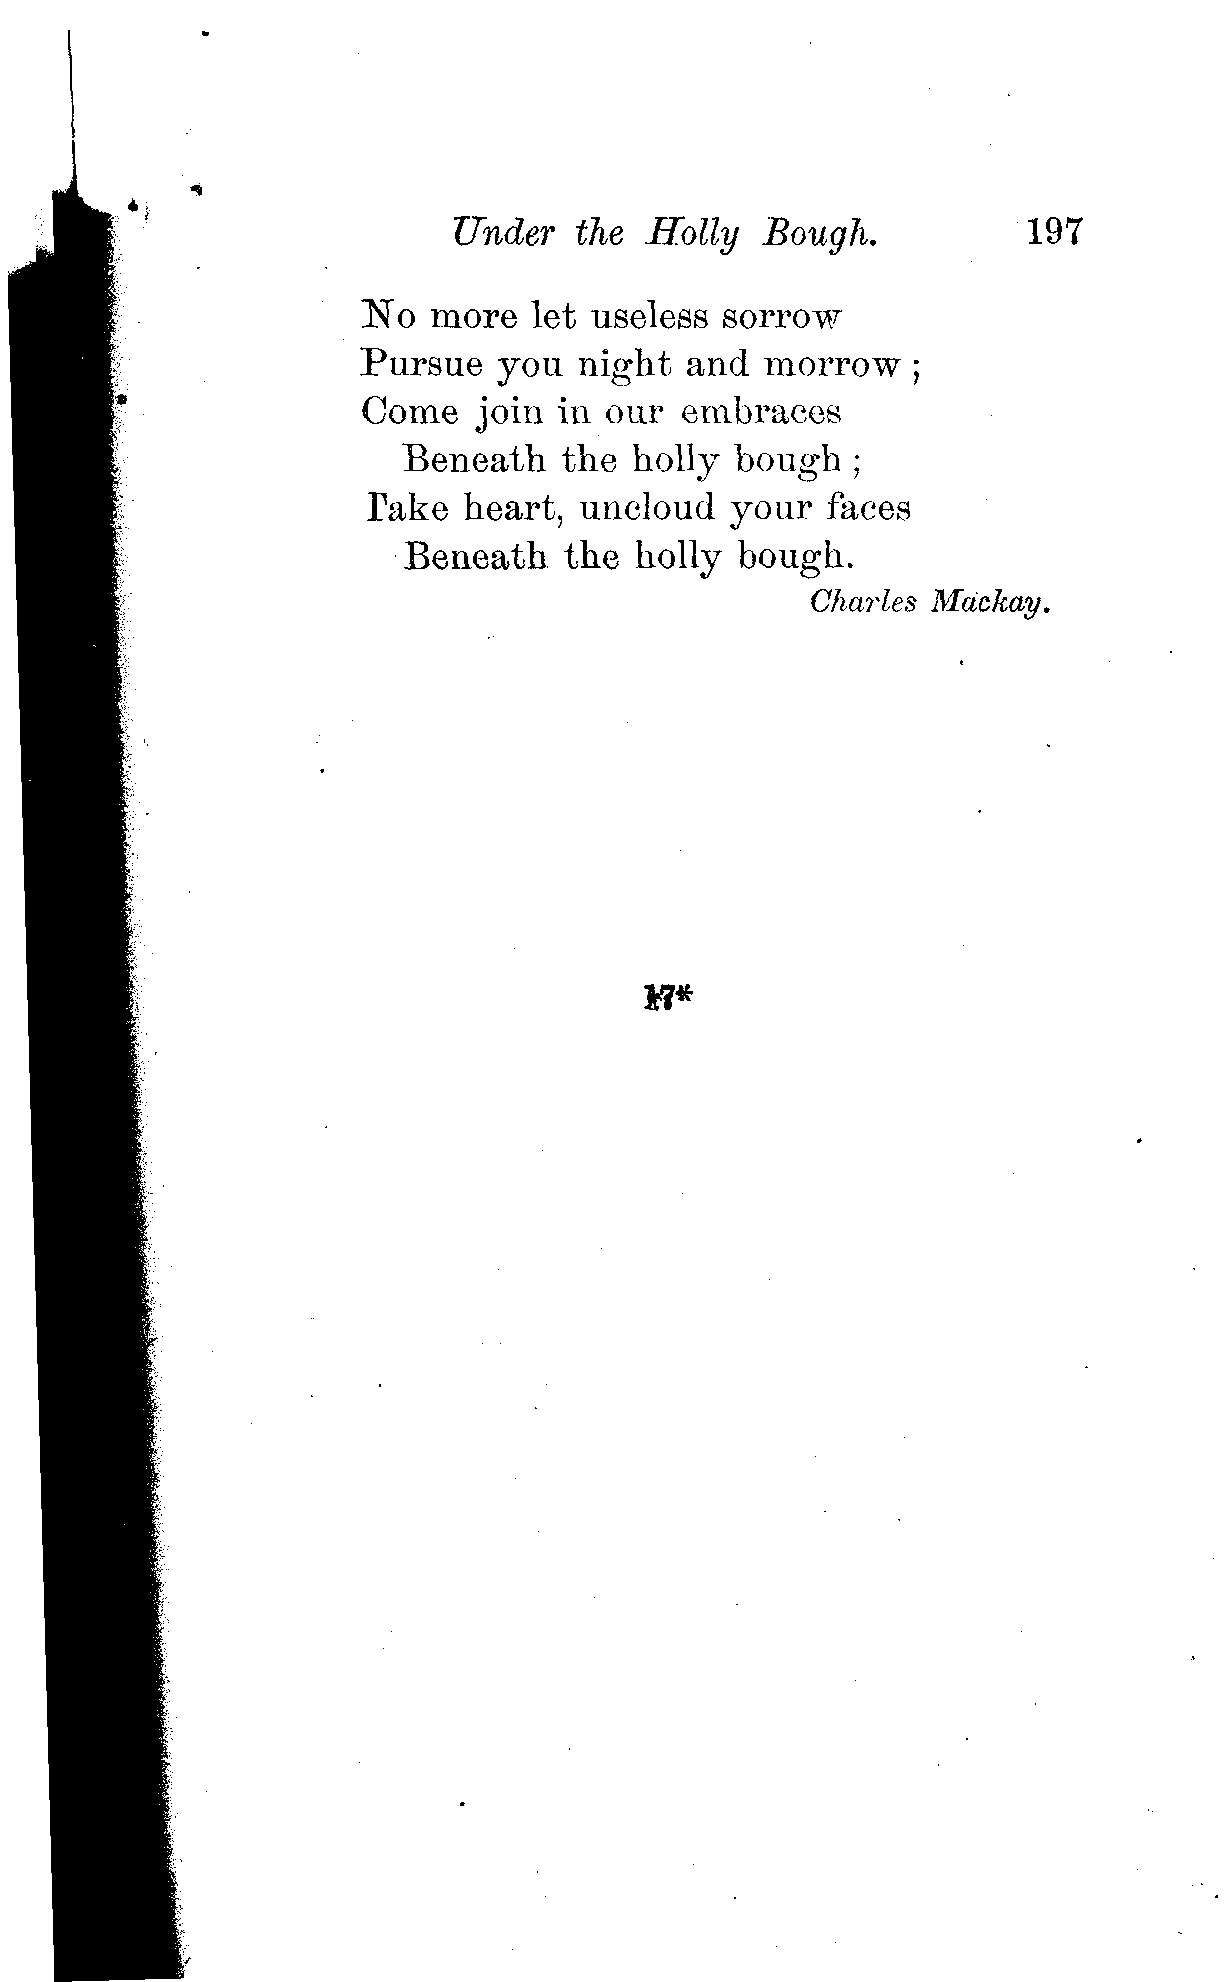 Under the Holly Bough. 197
No more let useless sorrow
Pursue you night and morrow ;
Come join in our embraces
Beneath the holly bough ;
Take heart, uncloud your faces
Beneath the holly bough.
Charles Mackay.
17*